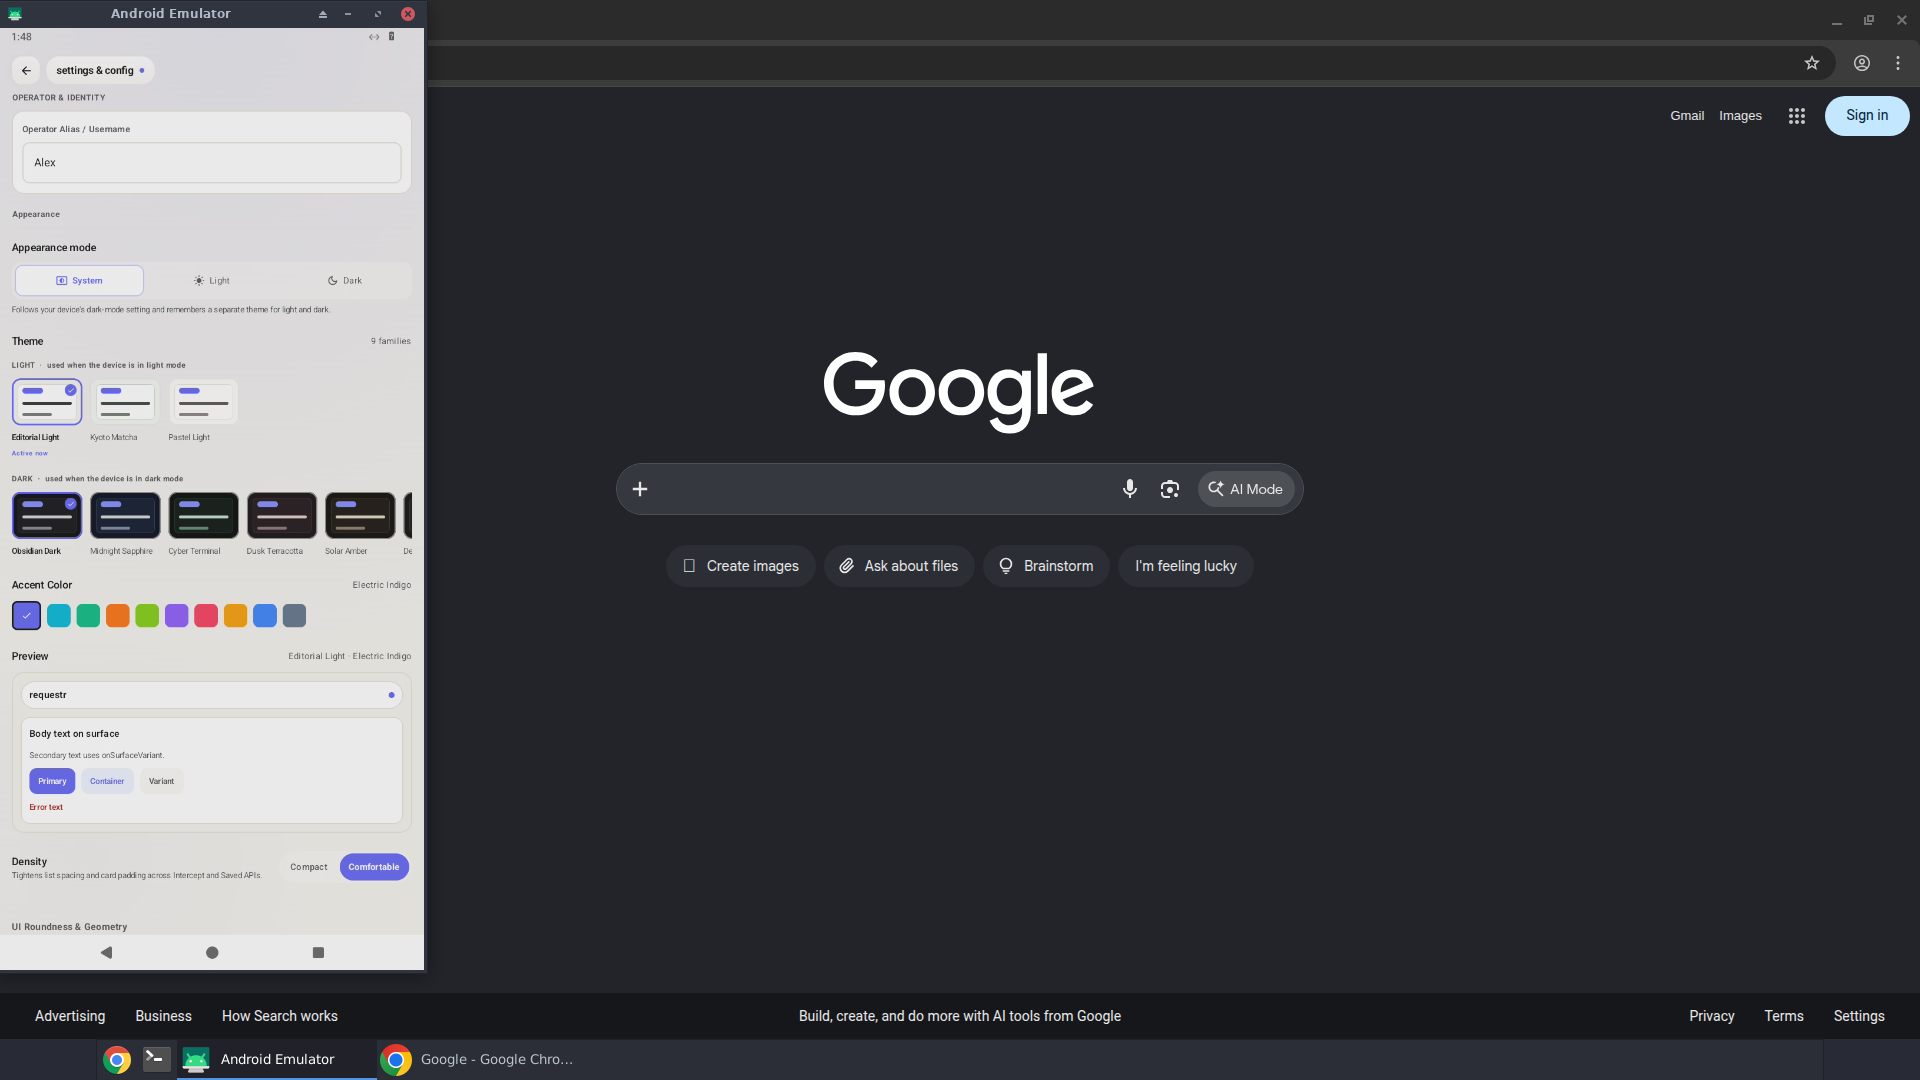 Android Emulator
1:48
settings & config
OPERATOR & IDENTITY
Operator Alias / Username
Alex
Appearance
Appearance mode
System
Light
Dark
Follows your device's dark-mode setting and remembers a separate theme for light and dark.
Theme
9 families
LIGHT · used when the device is in light mode
Editorial Light
Kyoto Matcha
Pastel Light
Active now
DARK · used when the device is in dark mode
Obsidian Dark
Midnight Sapphire
Cyber Terminal
Dusk Terracotta
Solar Amber
De
Accent Color
Electric Indigo
Preview
Editorial Light · Electric Indigo
requestr
Body text on surface
Secondary text uses onSurfaceVariant.
Primary
Container
Variant
Error text
Density
Compact
Comfortable
Tightens list spacing and card padding across Intercept and Saved APIs.
UI Roundness & Geometry
Gmail
Images
Sign in
Google
AI Mode
Create images
Ask about files
Brainstorm
I'm feeling lucky
Advertising
Business
How Search works
Build, create, and do more with AI tools from Google
Privacy
Terms
Settings
Android Emulator
Google - Google Chro...